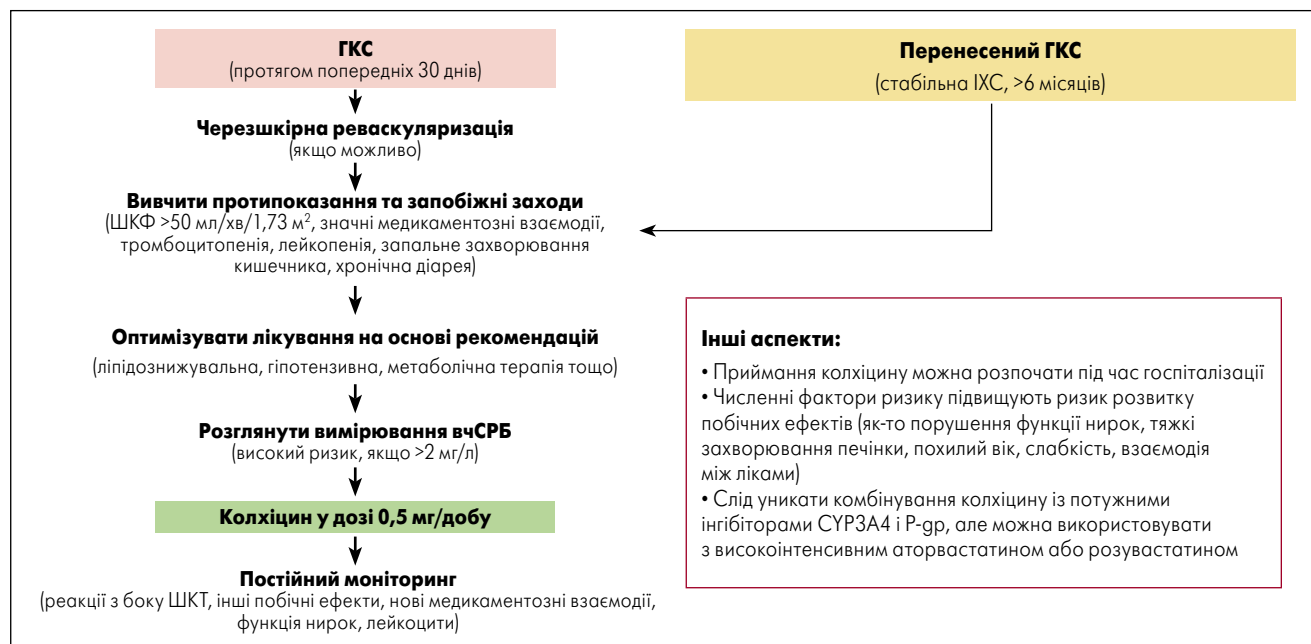 ГКС
(протягом попередніх 30 днів)
Перенесений ГКС
(стабільна ІХС, >6 місяців)
Черезшкірна реваскуляризація
(якщо можливо)
Вивчити протипоказання та запобіжні заходи
(ШКФ >50 мл/хв/1,73 м², значні медикаментозні взаємодії,
тромбоцитопенія, лейкопенія, запальне захворювання
кишечника, хронічна діарея)
Оптимізувати лікування на основі рекомендацій
(ліпідознижувальна, гіпотензивна, метаболічна терапія тощо)
Розглянути вимірювання вчСРБ
(високий ризик, якщо >2 мг/л)
Колхіцин у дозі 0,5 мг/добу
Постійний моніторинг
(реакції з боку ШКТ, інші побічні ефекти, нові медикаментозні взаємодії,
функція нирок, лейкоцити)
Інші аспекти:
• Приймання колхіцину можна розпочати під час госпіталізації
• Численні фактори ризику підвищують ризик розвитку
побічних ефектів (як-то порушення функції нирок, тяжкі
захворювання печінки, похилий вік, слабкість, взаємодія
між ліками)
• Слід уникати комбінування колхіцину із потужними
інгібіторами CYP3A4 і P-gp, але можна використовувати
з високоінтенсивним аторвастатином або розувастатином